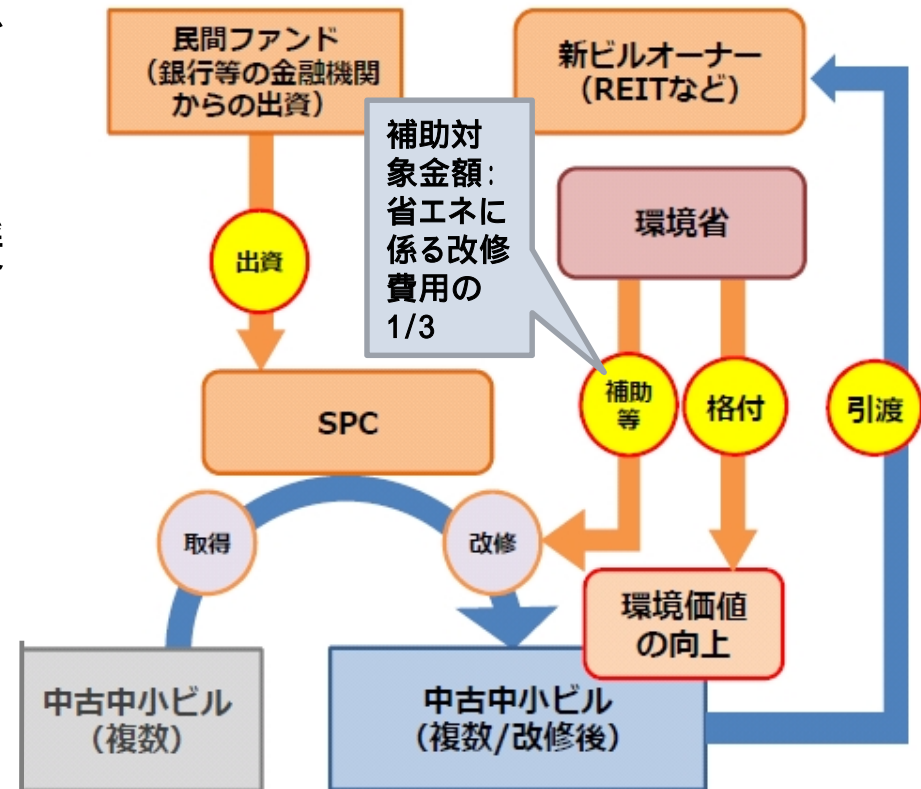 民間ファンド
（銀行等の金融機関
からの出資）
新ビルオーナー
（REITなど）
補助対
象金額：
省エネに
係る改修
費用の
1/3
環境省
出資
SPC
補助
等
格付
引渡
取得
改修
環境価値
の向上
中古中小ビル
（複数）
中古中小ビル
（複数/改修後）